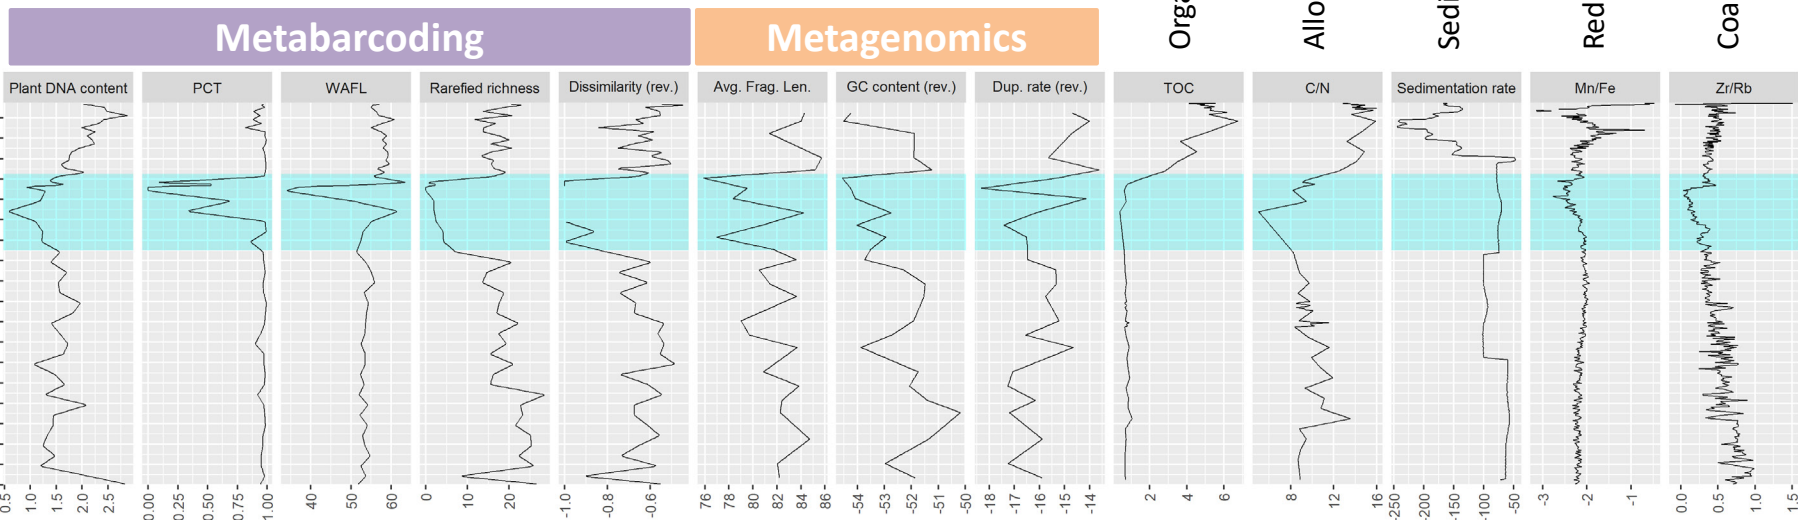 Metabarcoding Metagenomics Orga Allo Sedi Red Coa
Plant DNA content PCT WAFL Rarefied richness Dissimilarity (rev.) Avg. Frag. Len. GC content (rev.) Dup. rate (rev.) TOC C/N Sedimentation rate Mn/Fe Zr/Rb
0.5 1.0 1.5 2.0 2.5 0.00 0.25 0.50 0.75 1.00 40 50 60 0 10 20 -1.0 -0.8 -0.6 76 78 80 82 84 86 -54 -53 -52 -51 -50 -18 -17 -16 -15 -14 2 4 6 8 12 16 -250 -200 -150 -100 -50 -3 -2 -1 0.0 0.5 1.0 1.5